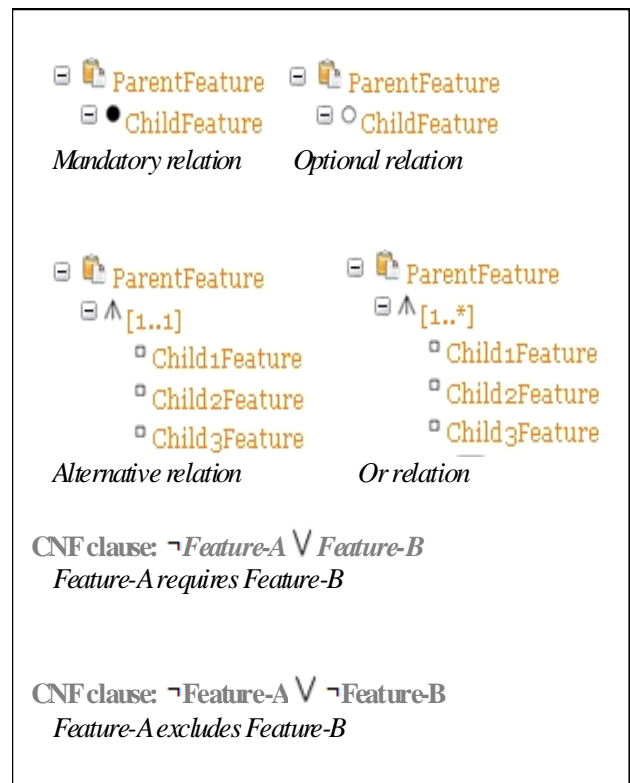 ParentFeature ParentFeature
ChildFeature ChildFeature
Mandatory relation Optional relation
ParentFeature ParentFeature
[1..1] [1..*]
Child1Feature Child1Feature
Child2Feature Child2Feature
Child3Feature Child3Feature
Alternative relation Or relation
CNF clause: ¬Feature-A ∨ Feature-B
Feature-A requires Feature-B
CNF clause: ¬Feature-A ∨ ¬Feature-B
Feature-A excludes Feature-B